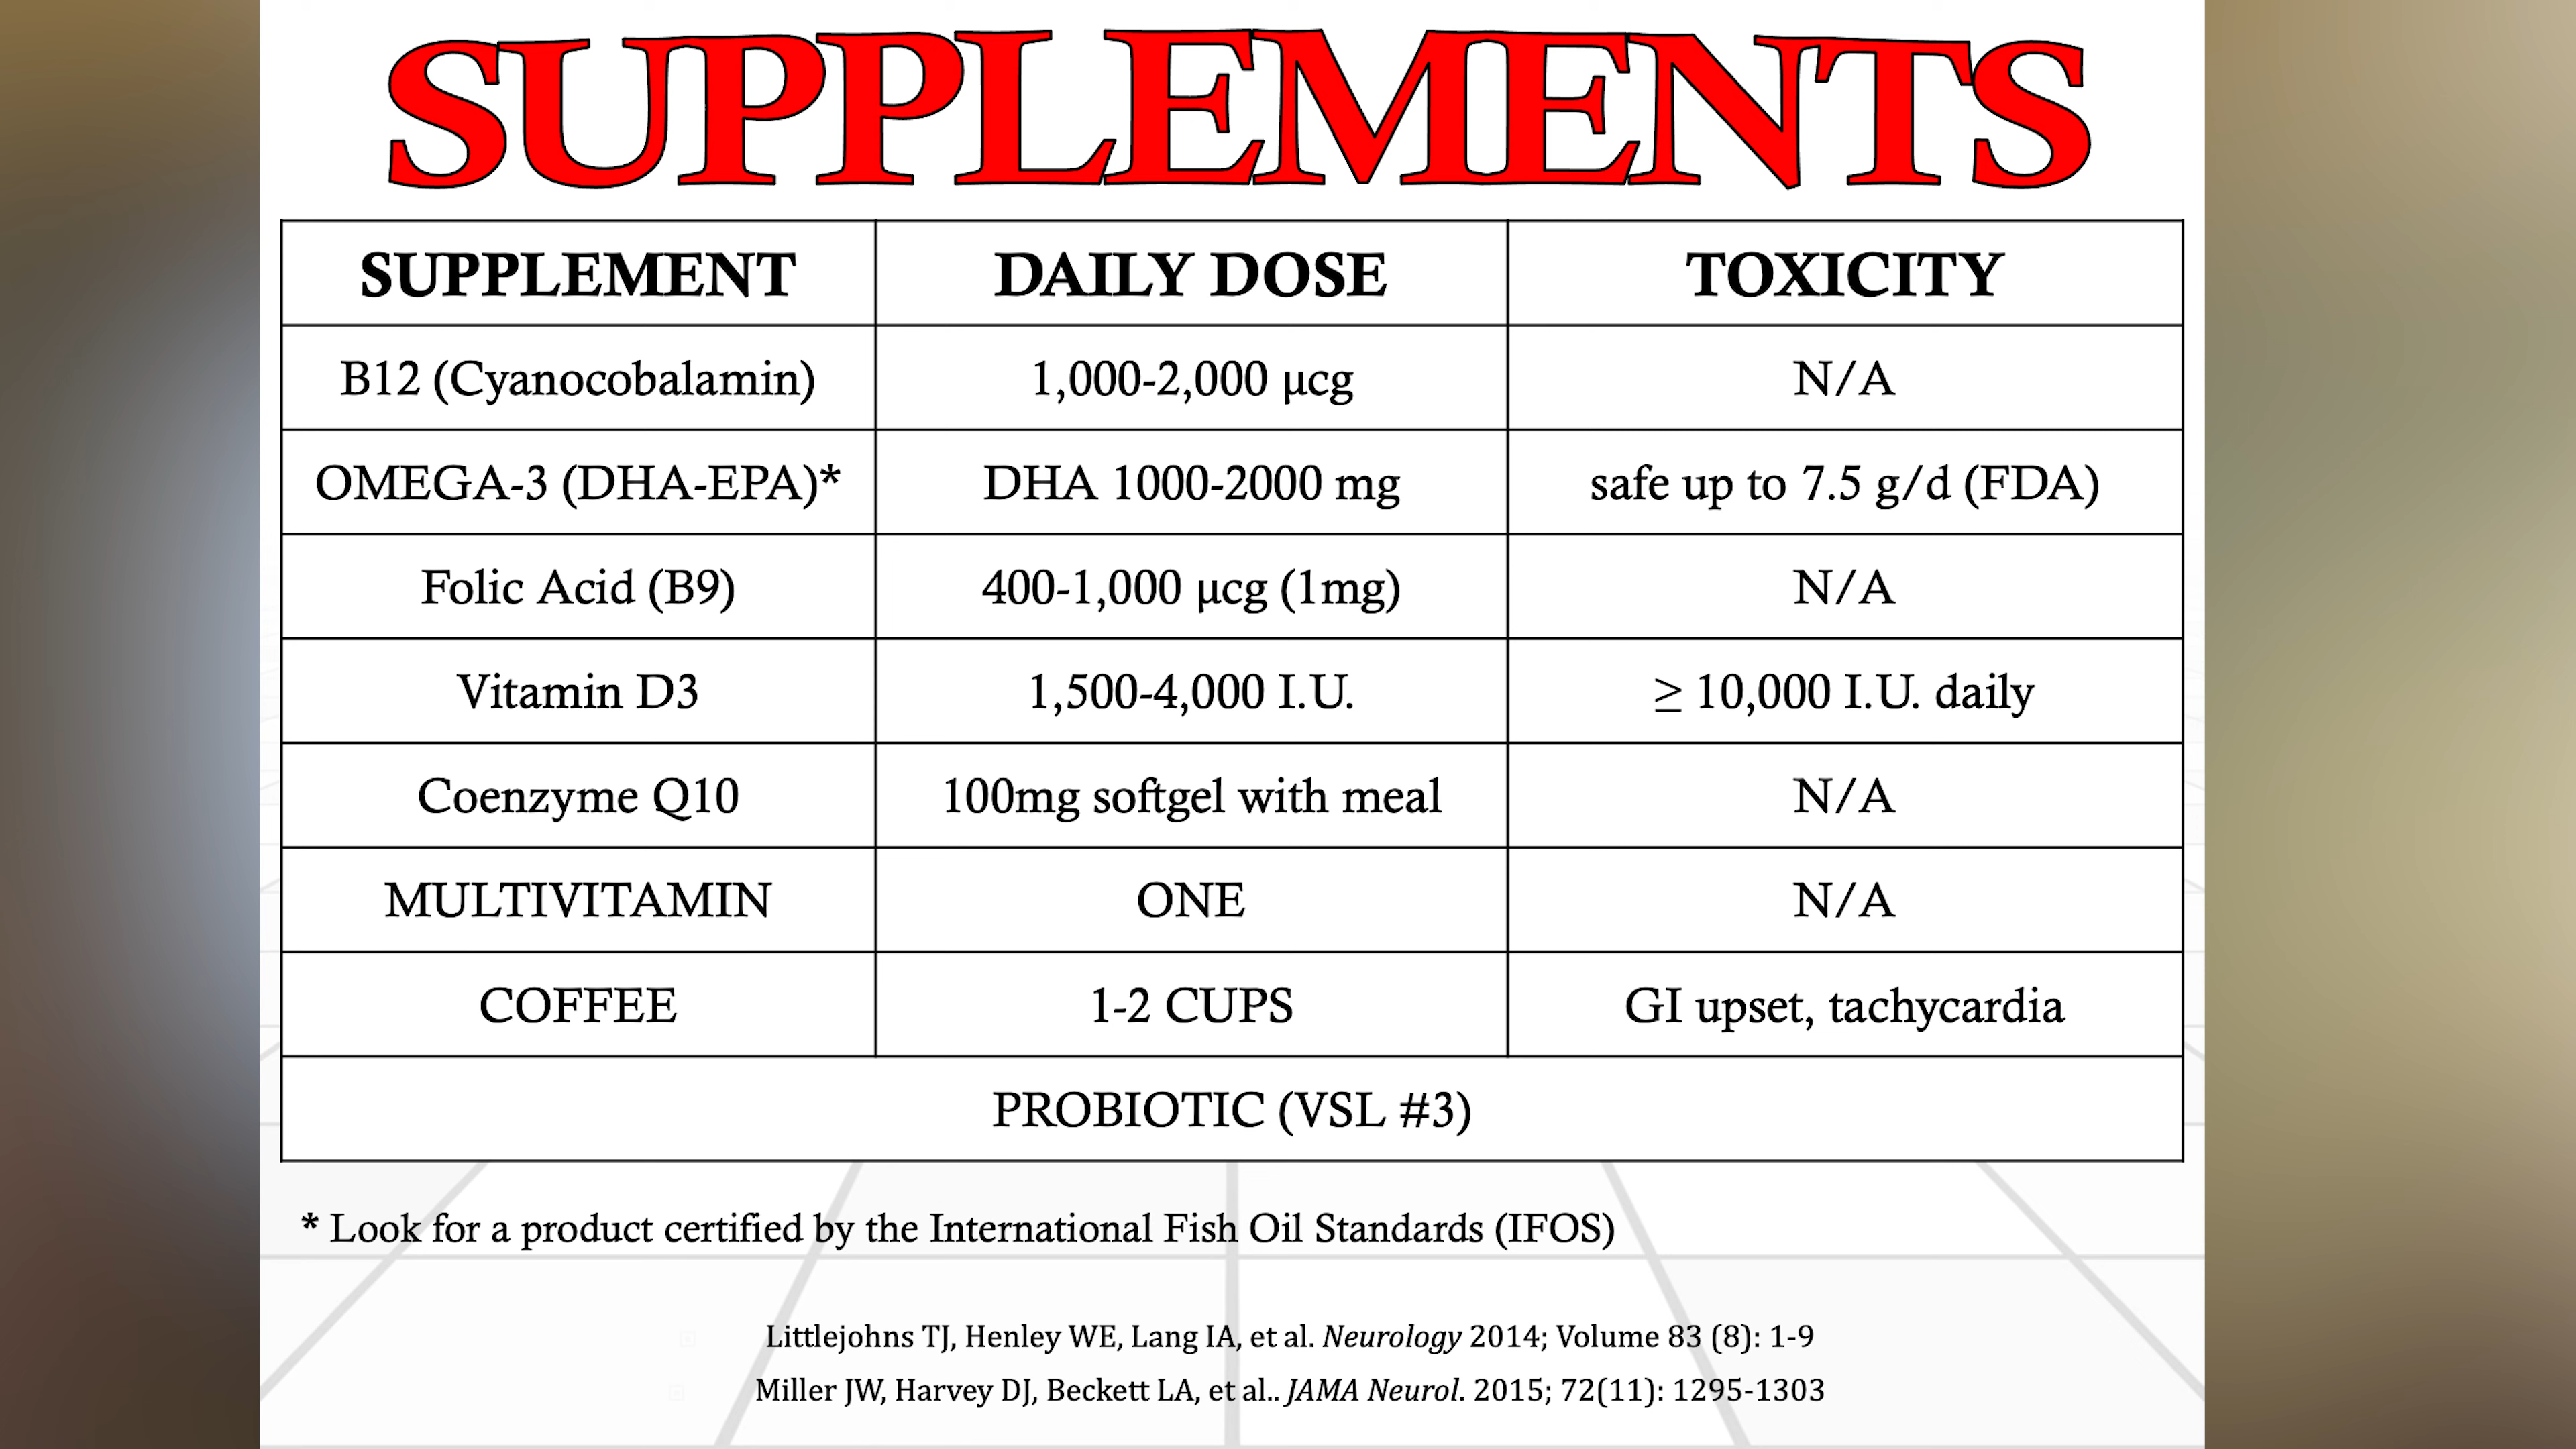 SUPPLEMENTS
SUPPLEMENT DAILY DOSE TOXICITY
B12 (Cyanocobalamin) 1,000-2,000 μcg N/A
OMEGA-3 (DHA-EPA)* DHA 1000-2000 mg safe up to 7.5 g/d (FDA)
Folic Acid (B9) 400-1,000 μcg (1mg) N/A
Vitamin D3 1,500-4,000 I.U. ≥ 10,000 I.U. daily
Coenzyme Q10 100mg softgel with meal N/A
MULTIVITAMIN ONE N/A
COFFEE 1-2 CUPS GI upset, tachycardia
PROBIOTIC (VSL #3)
* Look for a product certified by the International Fish Oil Standards (IFOS)
Littlejohns TJ, Henley WE, Lang IA, et al. Neurology 2014; Volume 83 (8): 1-9
Miller JW, Harvey DJ, Beckett LA, et al.. JAMA Neurol. 2015; 72(11): 1295-1303